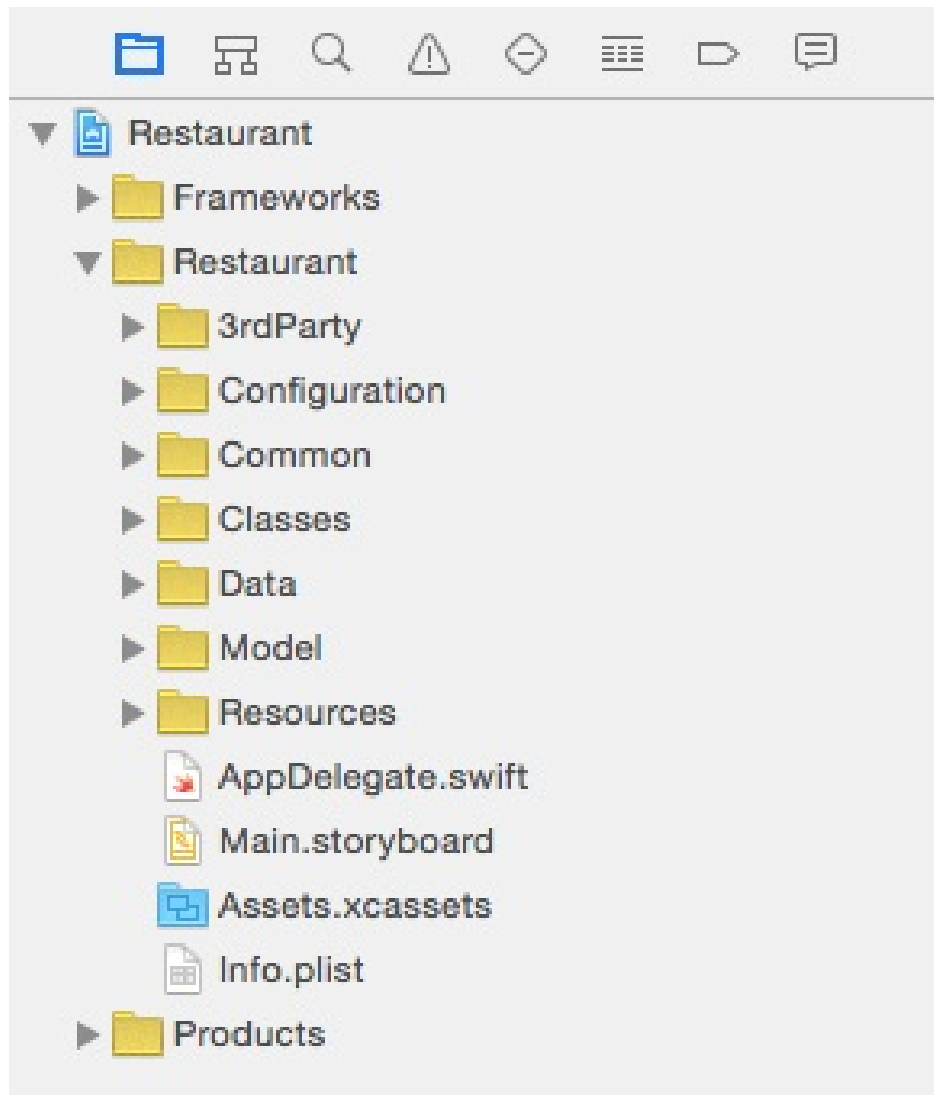 Restaurant
Frameworks
Restaurant
3rdParty
Configuration
Common
Classes
Data
Model
Resources
AppDelegate.swift
Main.storyboard
Assets.xcassets
Info.plist
Products